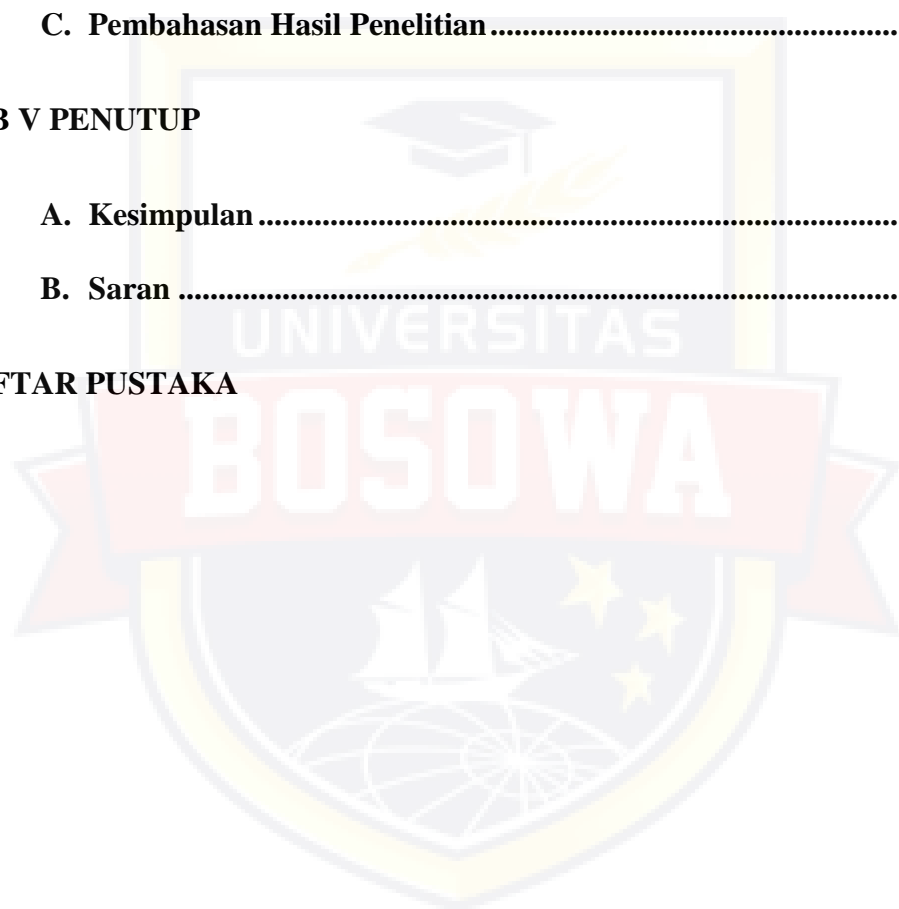 C. Pembahasan Hasil Penelitian ....................................................
B V PENUTUP
A. Kesimpulan .................................................................................
B. Saran ...........................................................................................
UNIVERSITAS
FTAR PUSTAKA
BOSOWA